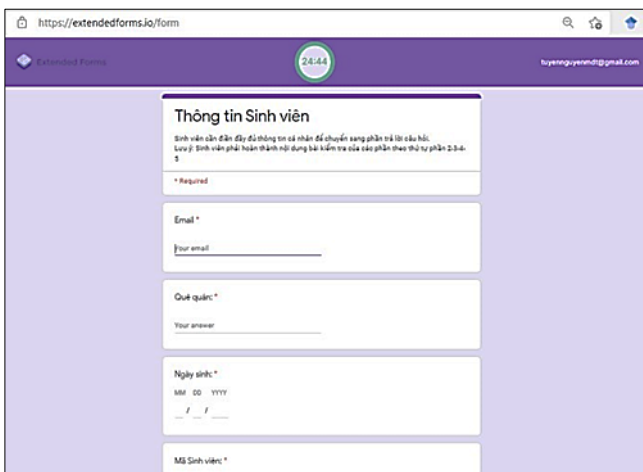 https://extendedforms.io/form
Extended Forms
24:44
tuyennguyenmdt@gmail.com
Thông tin Sinh viên
Sinh viên cần điền đầy đủ thông tin cá nhân để chuyển sang phần trả lời câu hỏi.
Lưu ý: Sinh viên phải hoàn thành nội dung bài kiểm tra của các phần theo thứ tự phần 2-3-4-
5
* Required
Email *
Your email
Quê quán: *
Your answer
Ngày sinh: *
MM DD YYYY
/ /
Mã Sinh viên: *